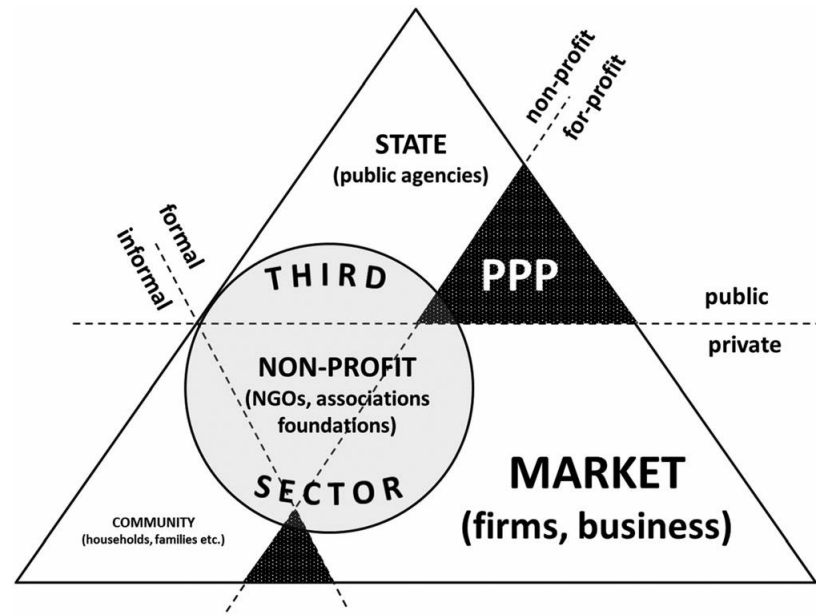 non-profit
for-profit
STATE
(public agencies)
formal
informal
THIRD
PPP
public
private
NON-PROFIT
(NGOs, associations
foundations)
MARKET
(firms, business)
SECTOR
COMMUNITY
(households, families etc.)